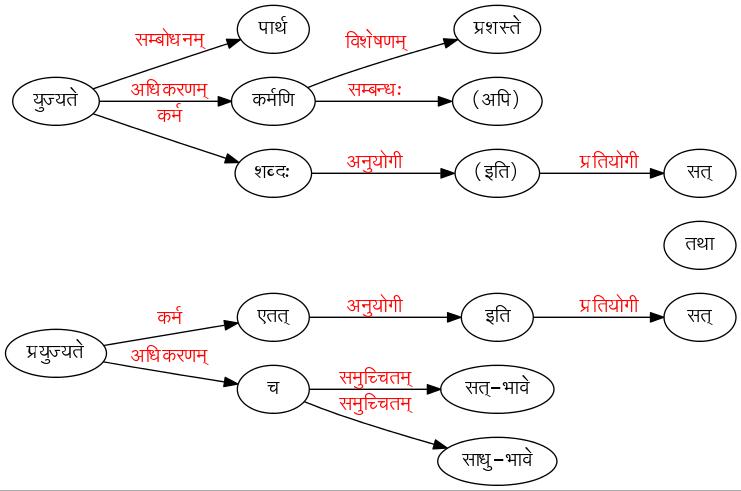 सम्बोधनम् पार्थ विशेषणम् प्रशस्ते
युज्यते अधिकरणम् कर्मणि सम्बन्धः (अपि)
कर्म
शब्दः अनुयोगी (इति) प्रतियोगी सत्
तथा
कर्म एतत् अनुयोगी इति प्रतियोगी सत्
प्रयुज्यते अधिकरणम्
च समुच्चितम् सत्-भावे
समुच्चितम्
साधु-भावे